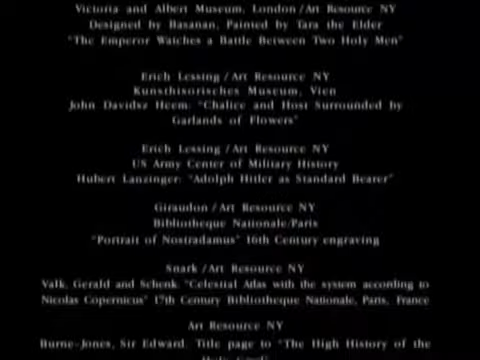 Victoria and Albert Museum, London/Art Resource NY
Designed by Basanan, Painted by Tara the Elder
"The Emperor Watches a Battle Between Two Holy Men"
Erich Lessing/Art Resource NY
Kunsthisorisches Museum, Vien
John Davidsz Heem: "Chalice and Host Surrounded by
Garlands of Flowers"
Erich Lessing/Art Resource NY
US Army Center of Military History
Hubert Lanzinger: "Adolph Hitler as Standard Bearer"
Giraudon/Art Resource NY
Bibliotheque Nationale/Paris
"Portrait of Nostradamus" 16th Century engraving
Snark/Art Resource NY
Valk, Gerald and Schenk: "Celestial Atlas with the system according to
Nicolas Copernicus" 17th Century Bibliotheque Nationale, Paris, France
Art Resource NY
Burne-Jones, Sir Edward. Title page to "The High History of the
Holy